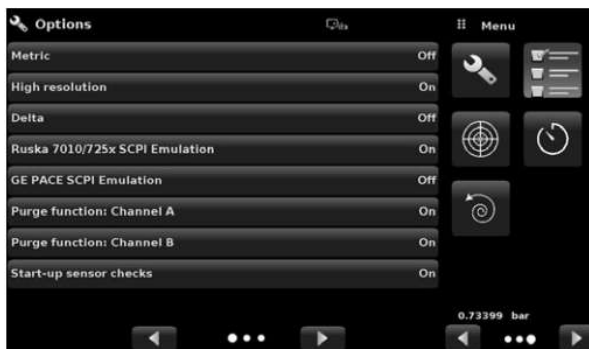 Options
Menu
Metric Off
High resolution On
Delta Off
Ruska 7010/725x SCPI Emulation On
GE PACE SCPI Emulation Off
Purge function: Channel A On
Purge function: Channel B On
Start-up sensor checks On
0.73399 bar